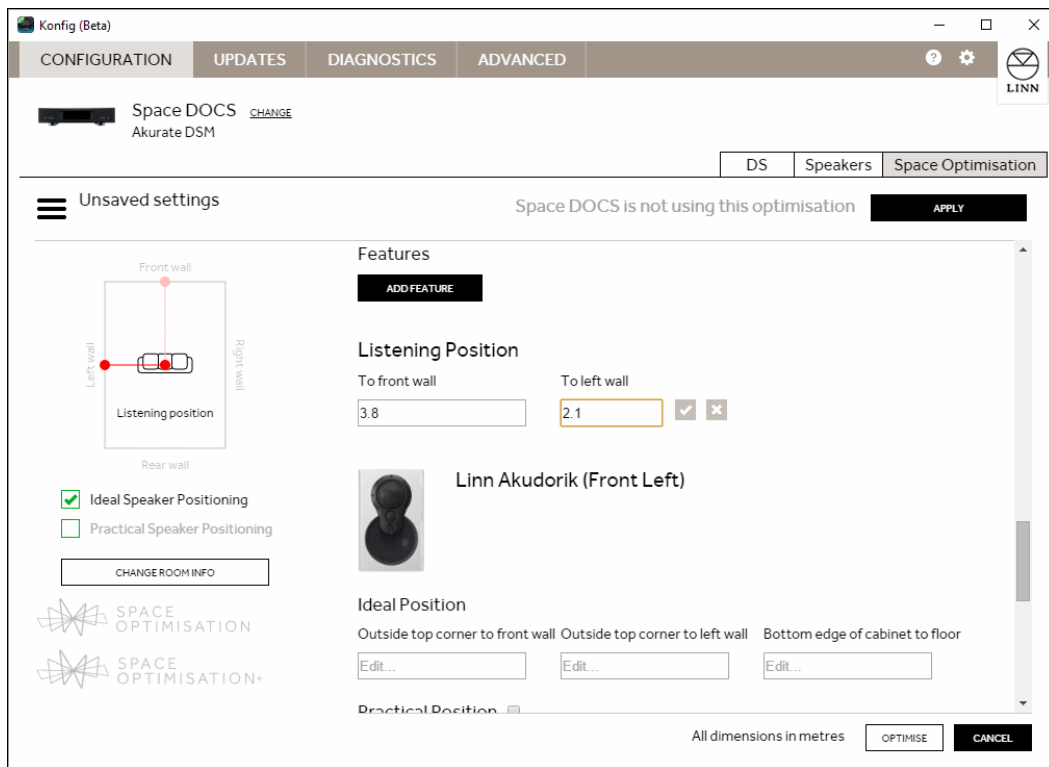 Konfig (Beta)
CONFIGURATION UPDATES DIAGNOSTICS ADVANCED
LINN
Space DOCS CHANGE
Akurate DSM
DS Speakers Space Optimisation
Unsaved settings
Space DOCS is not using this optimisation
APPLY
Front wall
Left wall
Right wall
Listening position
Rear wall
Ideal Speaker Positioning
Practical Speaker Positioning
CHANGE ROOM INFO
SPACE
OPTIMISATION
SPACE
OPTIMISATION+
Features
ADD FEATURE
Listening Position
To front wall To left wall
3.8 2.1
Linn Akudorik (Front Left)
Ideal Position
Outside top corner to front wall Outside top corner to left wall Bottom edge of cabinet to floor
Edit... Edit... Edit...
Practical Position
All dimensions in metres OPTIMISE CANCEL